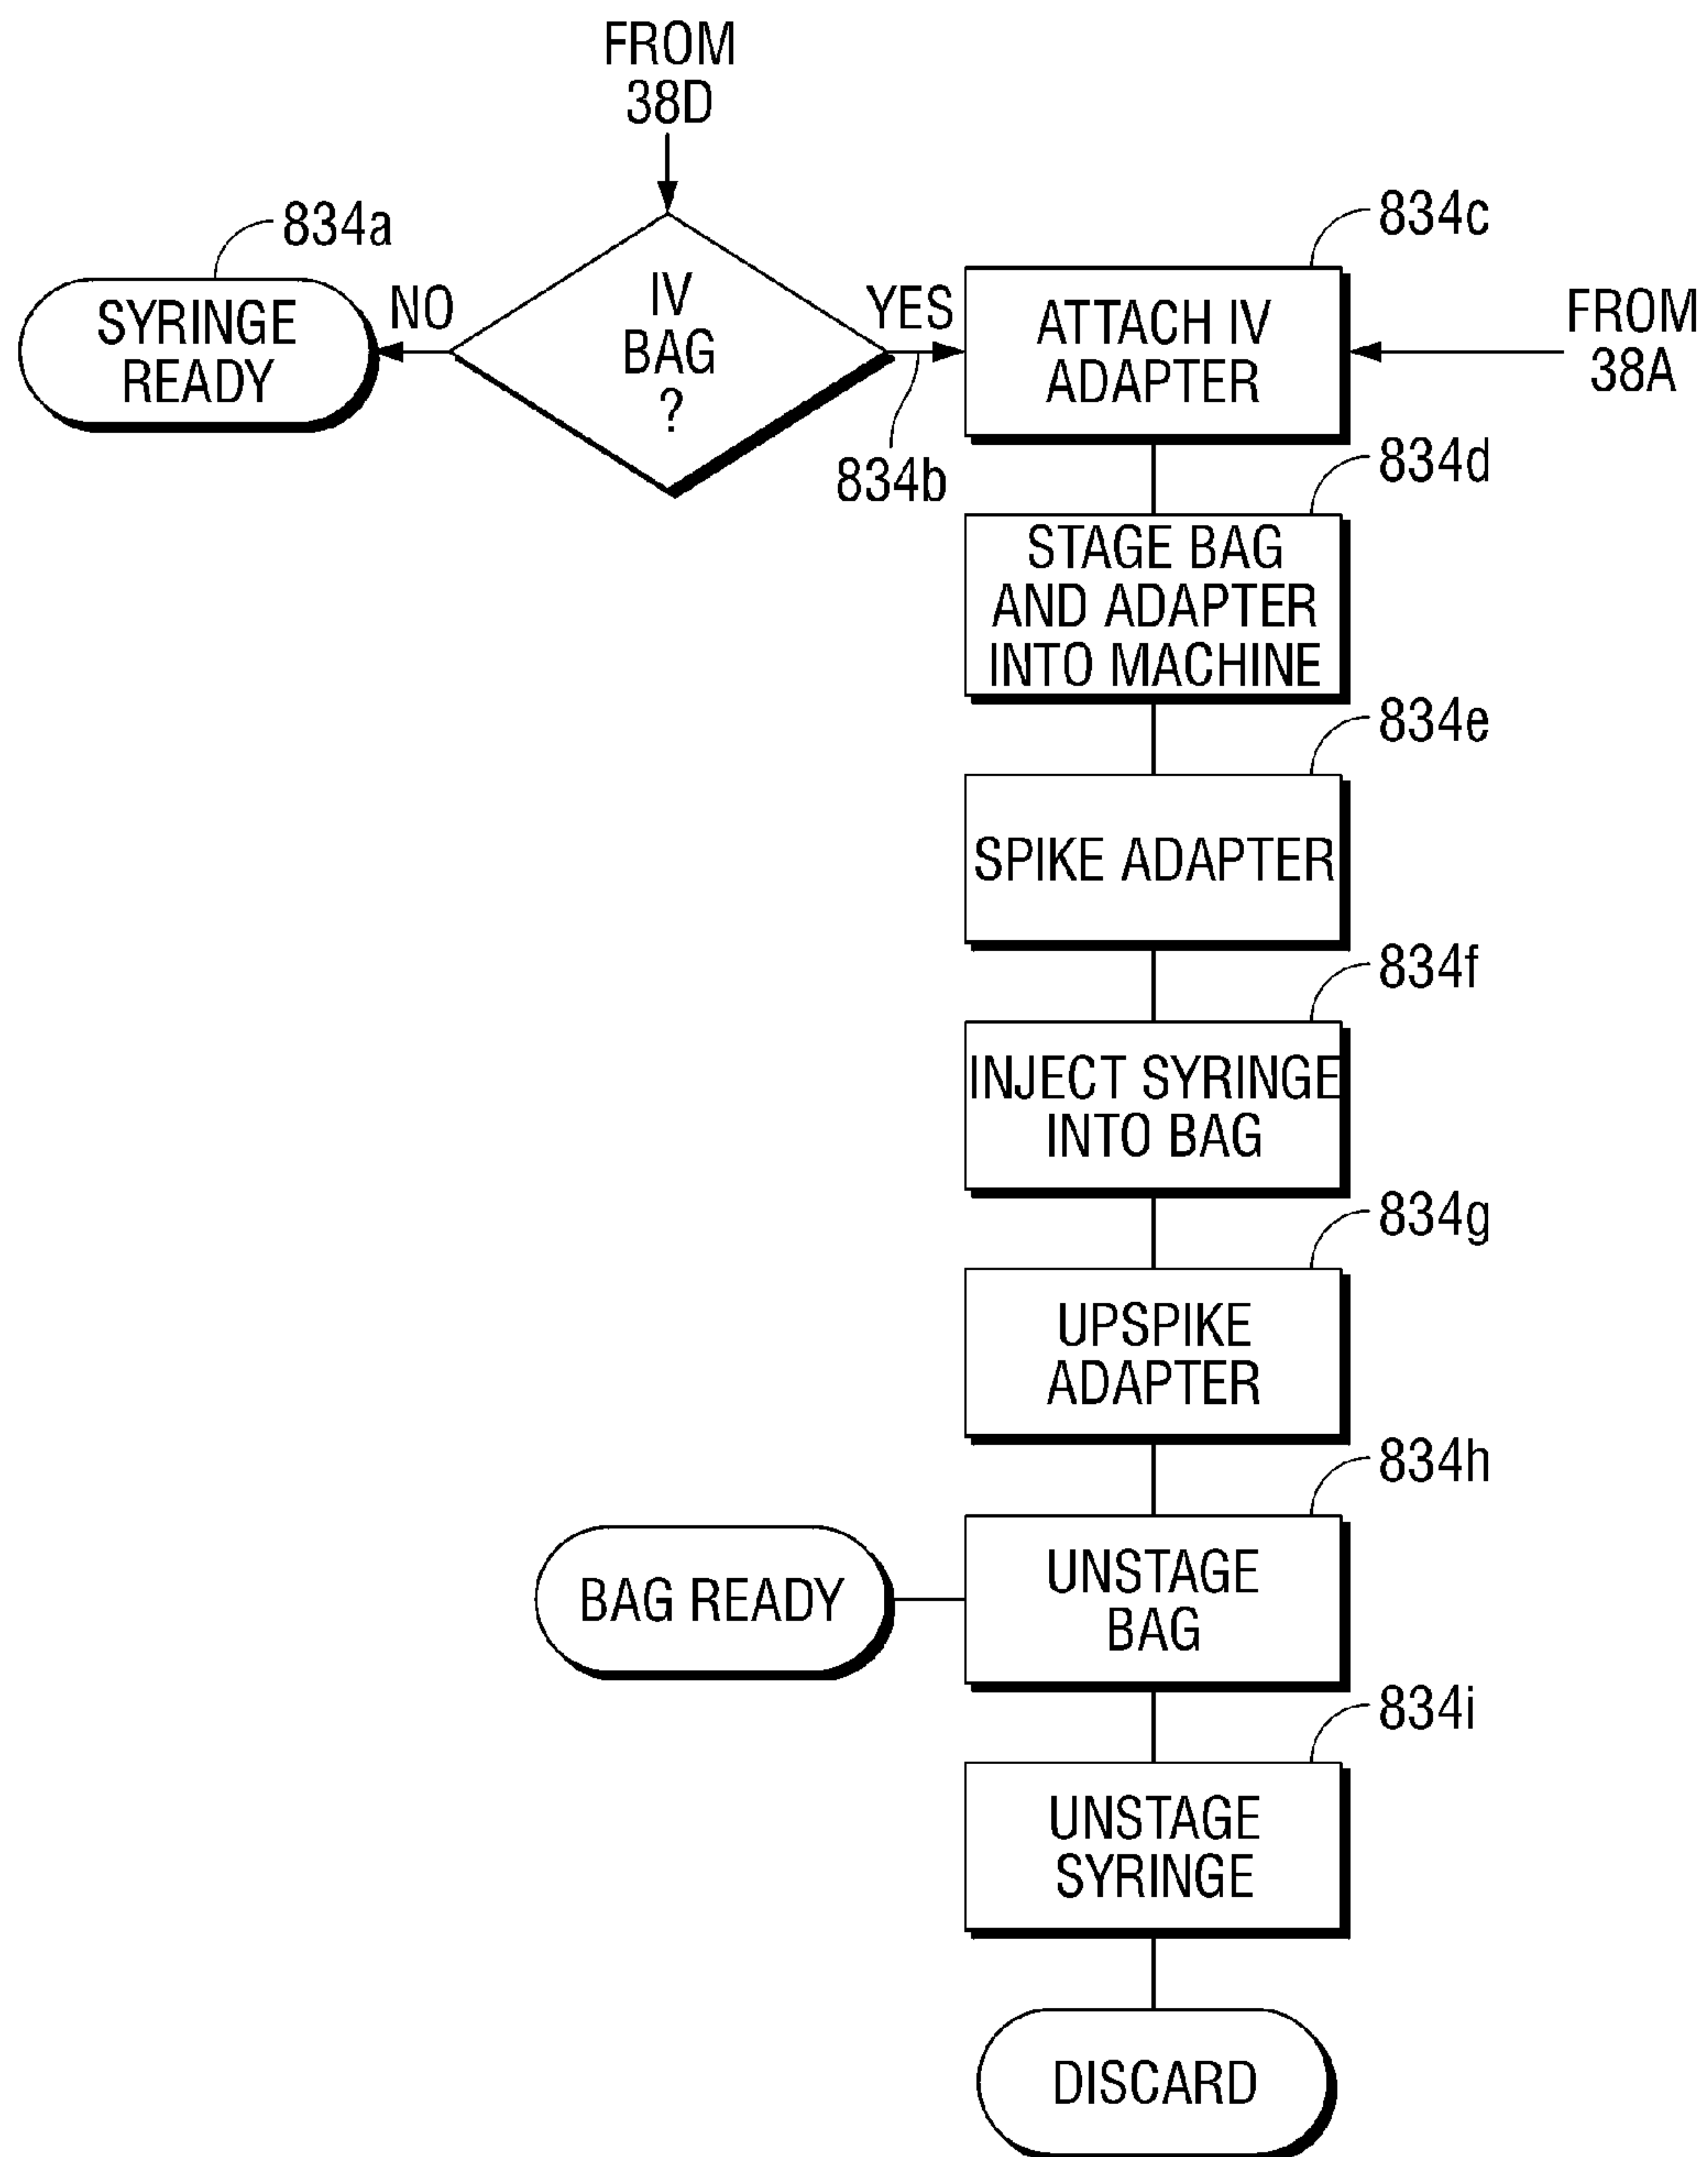 FROM
38D
834a
SYRINGE
READY
NO
IV
BAG
?
YES
834b
834c
ATTACH IV
ADAPTER
FROM
38A
834d
STAGE BAG
AND ADAPTER
INTO MACHINE
834e
SPIKE ADAPTER
834f
INJECT SYRINGE
INTO BAG
834g
UPSPIKE
ADAPTER
834h
BAG READY
UNSTAGE
BAG
834i
UNSTAGE
SYRINGE
DISCARD